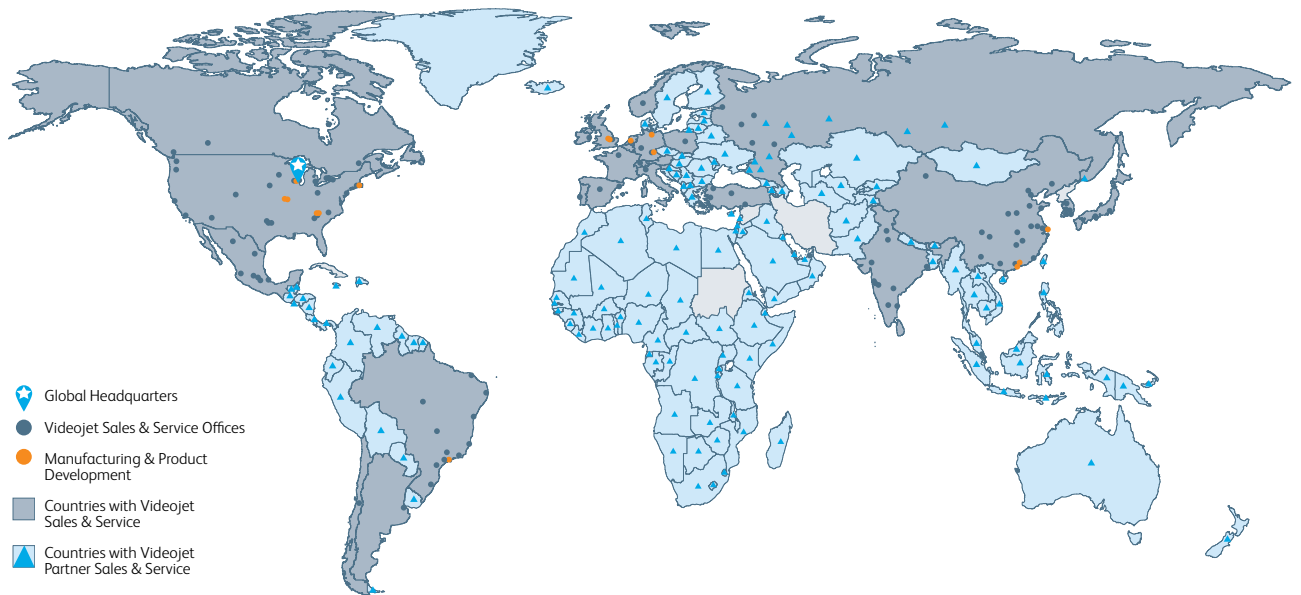 Global Headquarters
Videojet Sales & Service Offices
Manufacturing & Product
Development
Countries with Videojet
Sales & Service
Countries with Videojet
Partner Sales & Service